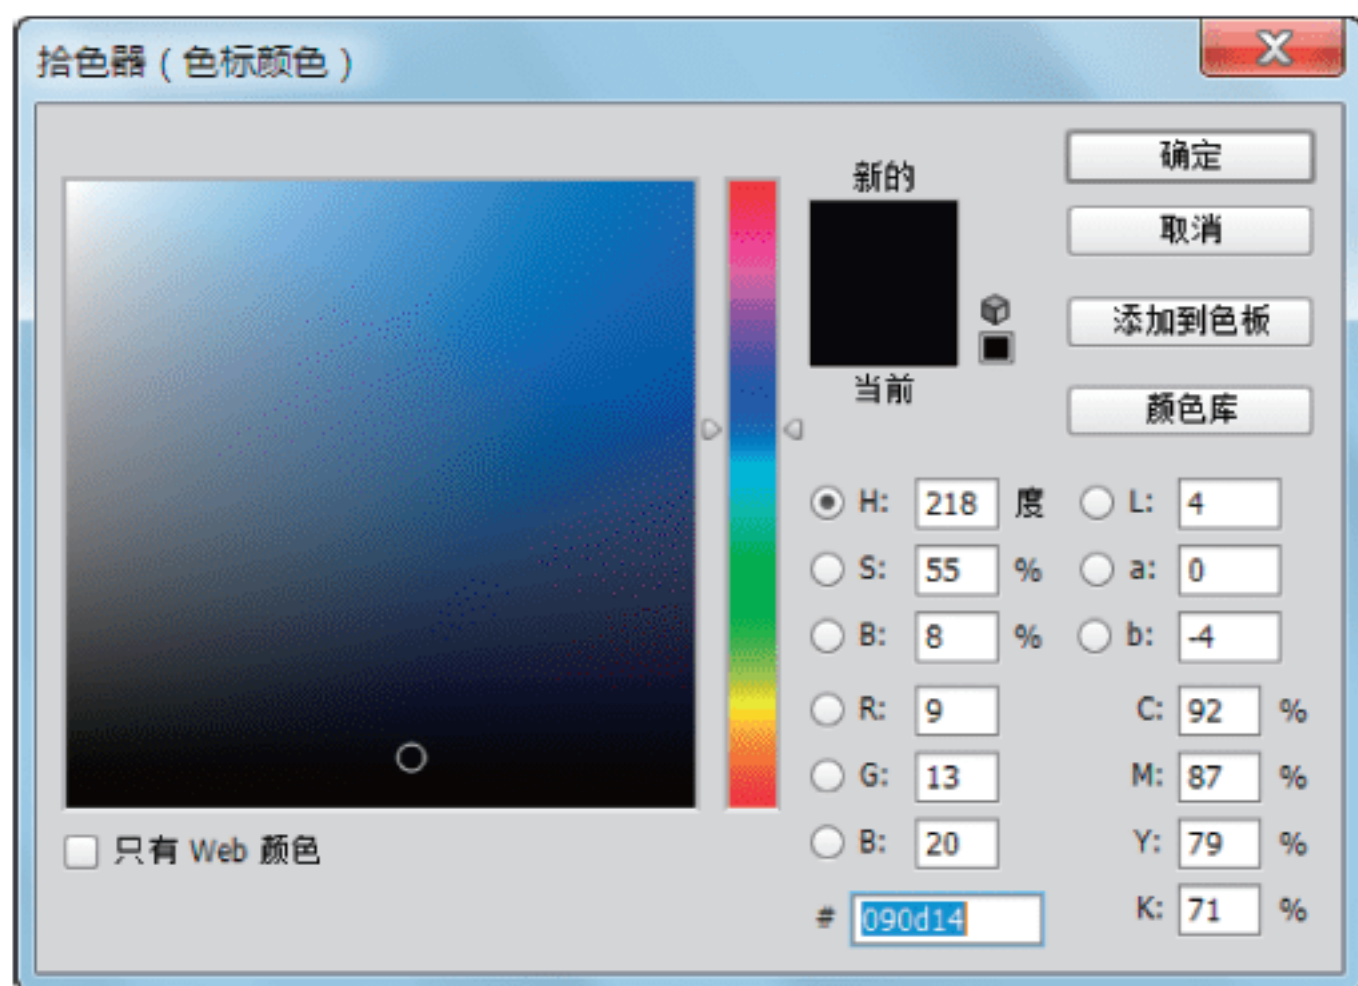 拾色器（色标颜色）
新的
当前
确定
取消
添加到色板
颜色库
H: 218 度
S: 55 %
B: 8 %
R: 9
G: 13
B: 20
# 090d14
L: 4
a: 0
b: -4
C: 92 %
M: 87 %
Y: 79 %
K: 71 %
只有 Web 颜色